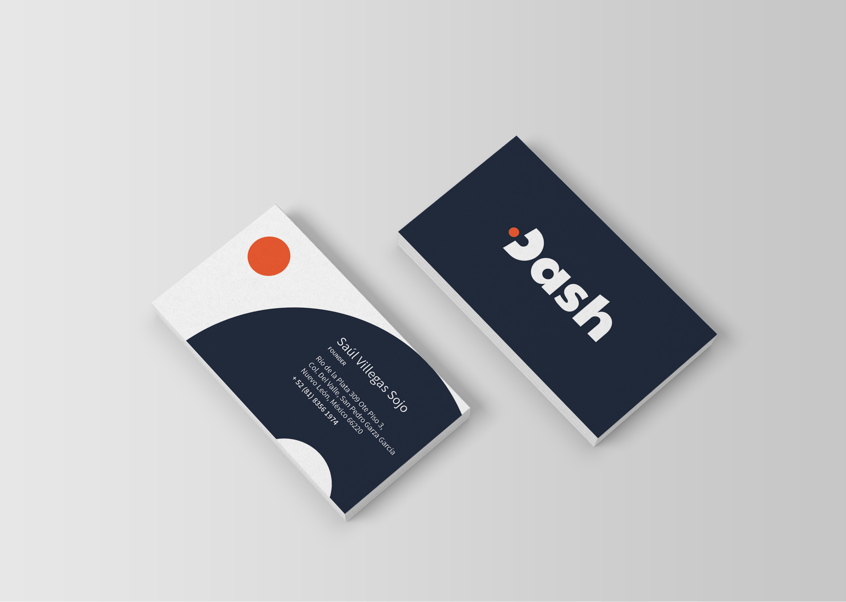 Saúl Villegas Sojo
FOUNDER
Río de la Plata 309 Ote Piso 3,
Col. Del Valle, San Pedro Garza García
Nuevo León, México 66220
+ 52 (81) 8356 1974
Dash